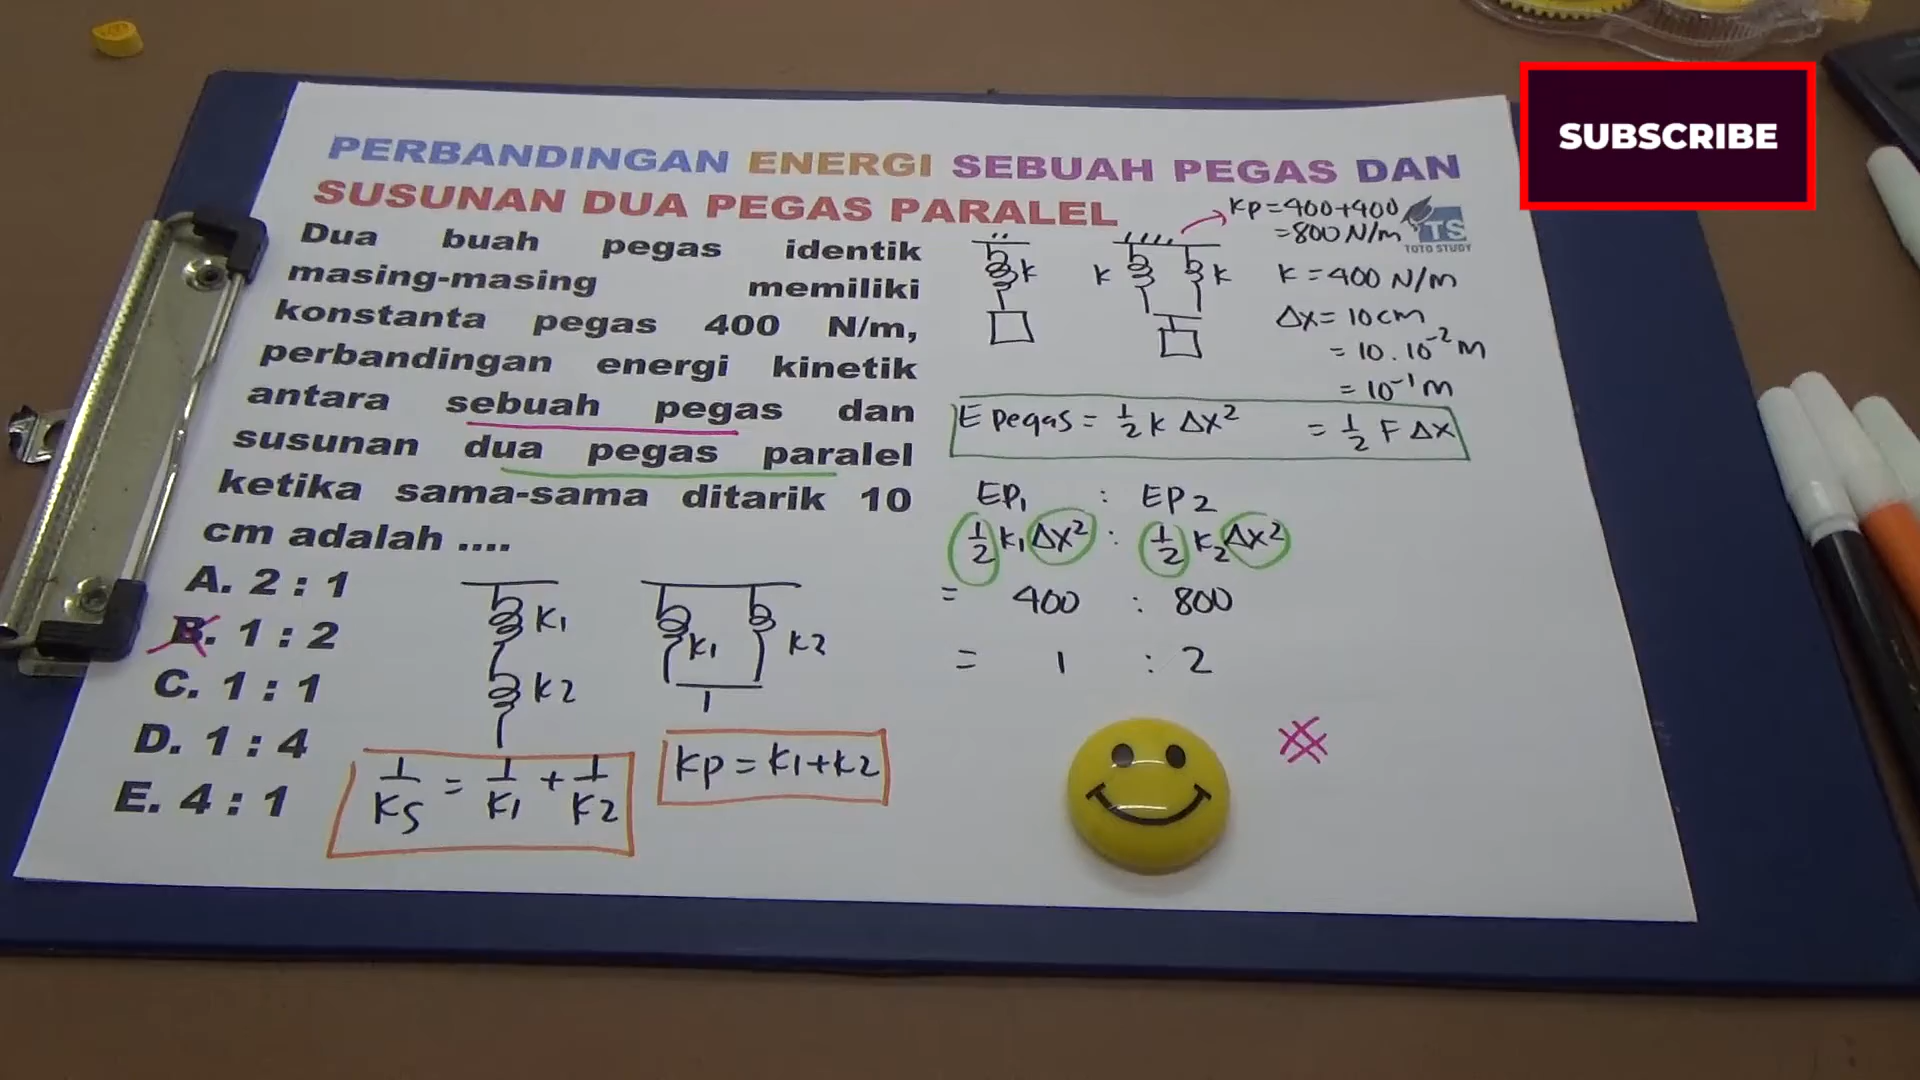 SUBSCRIBE
PERBANDINGAN ENERGI SEBUAH PEGAS DAN
SUSUNAN DUA PEGAS PARALEL
Dua buah pegas identik
masing-masing memiliki
konstanta pegas 400 N/m,
perbandingan energi kinetik
antara sebuah pegas dan
susunan dua pegas paralel
ketika sama-sama ditarik 10
cm adalah ....
A. 2 : 1
B. 1 : 2
C. 1 : 1
D. 1 : 4
E. 4 : 1
K1
K2
K1
K2
1/KS = 1/K1 + 1/K2
KP = K1+K2
KP=400+400
=800 N/m
TS
TOTO STUDY
K
K
K
K = 400 N/m
Δx = 10 cm
= 10 . 10⁻² m
= 10⁻¹ m
E Pegas = 1/2 K Δx² = 1/2 F Δx
EP₁ : EP2
1/2 K₁ Δx² : 1/2 K₂ Δx²
= 400 : 800
= 1 : 2